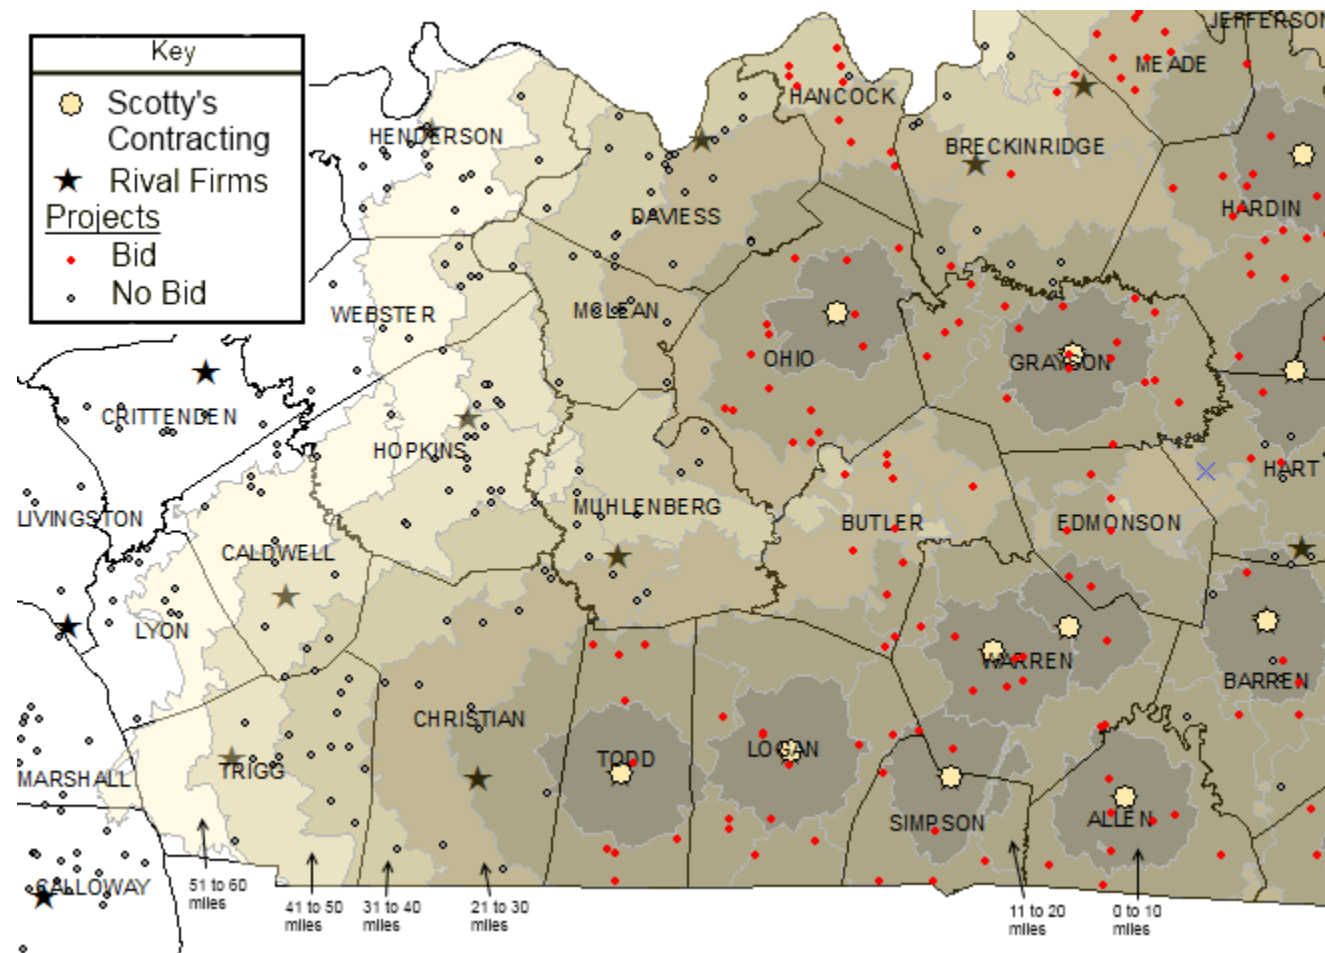 Key
Scotty's
Contracting
Rival Firms
Projects
Bid
No Bid
JEFFERSON
MEADE
HANCOCK
HENDERSON
BRECKINRIDGE
HARDIN
DAVIESS
WEBSTER
MCLEAN
OHIO
GRAYSON
CRITTENDEN
HOPKINS
HART
LIVINGSTON
MUHLENBERG
BUTLER
EDMONSON
CALDWELL
LYON
WARREN
BARREN
CHRISTIAN
TODD
LOGAN
MARSHALL
TRIGG
SIMPSON
ALLEN
CALLOWAY
51 to 60
miles
41 to 50
miles
31 to 40
miles
21 to 30
miles
11 to 20
miles
0 to 10
miles